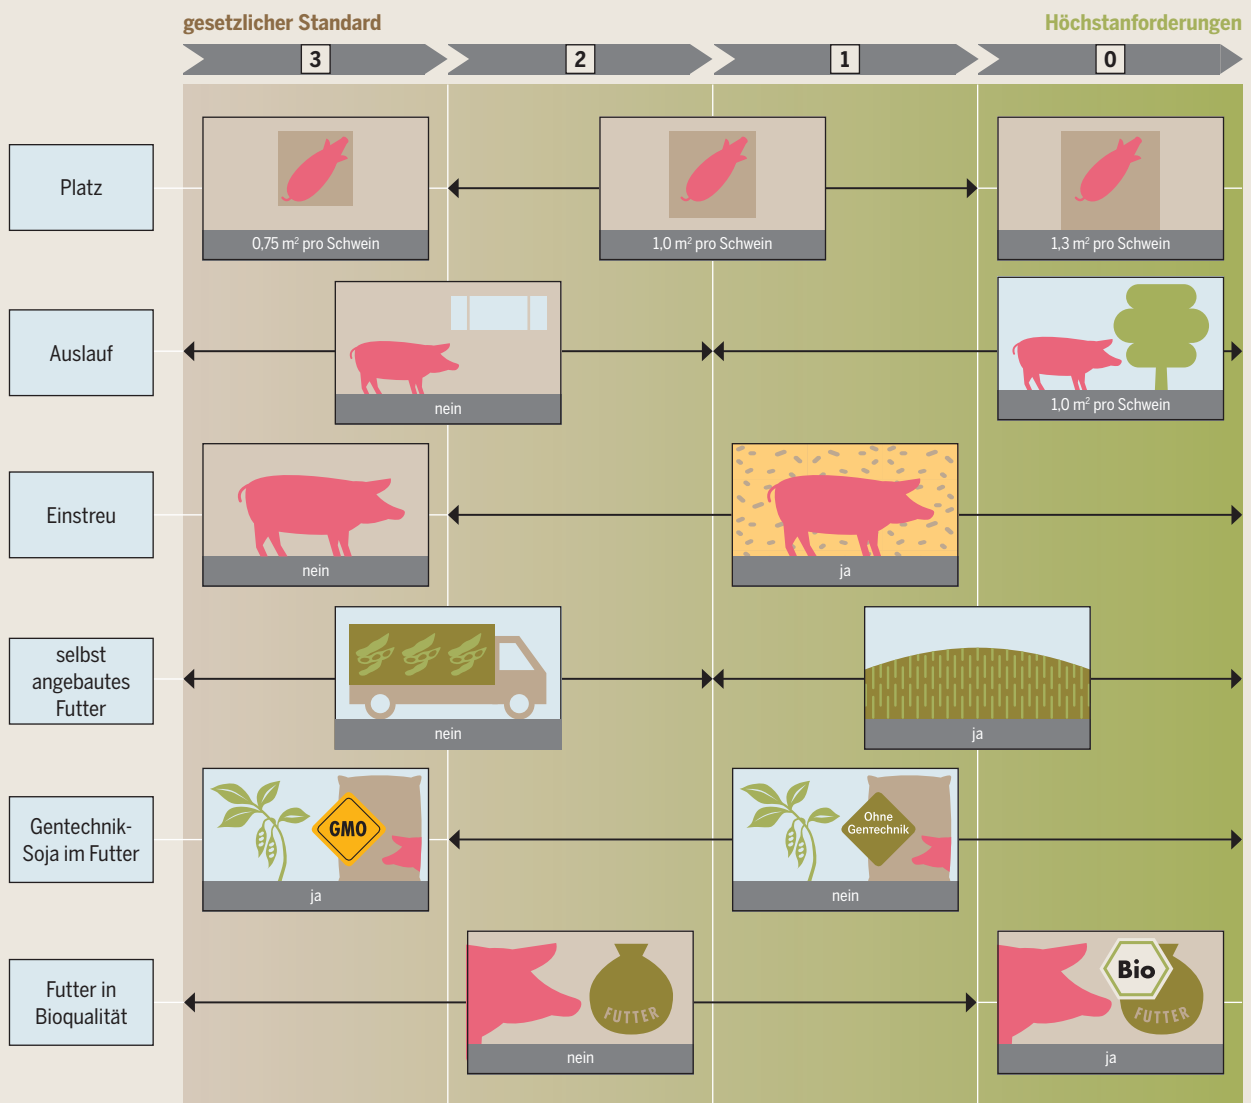 gesetzlicher Standard
Höchstanforderungen
3
2
1
0
Platz
0,75 m² pro Schwein
1,0 m² pro Schwein
1,3 m² pro Schwein
Auslauf
nein
1,0 m² pro Schwein
Einstreu
nein
ja
selbst
angebautes
Futter
nein
ja
Gentechnik-
Soja im Futter
GMO
ja
Ohne
Gentechnik
nein
Futter in
Bioqualität
FUTTER
nein
Bio
FUTTER
ja